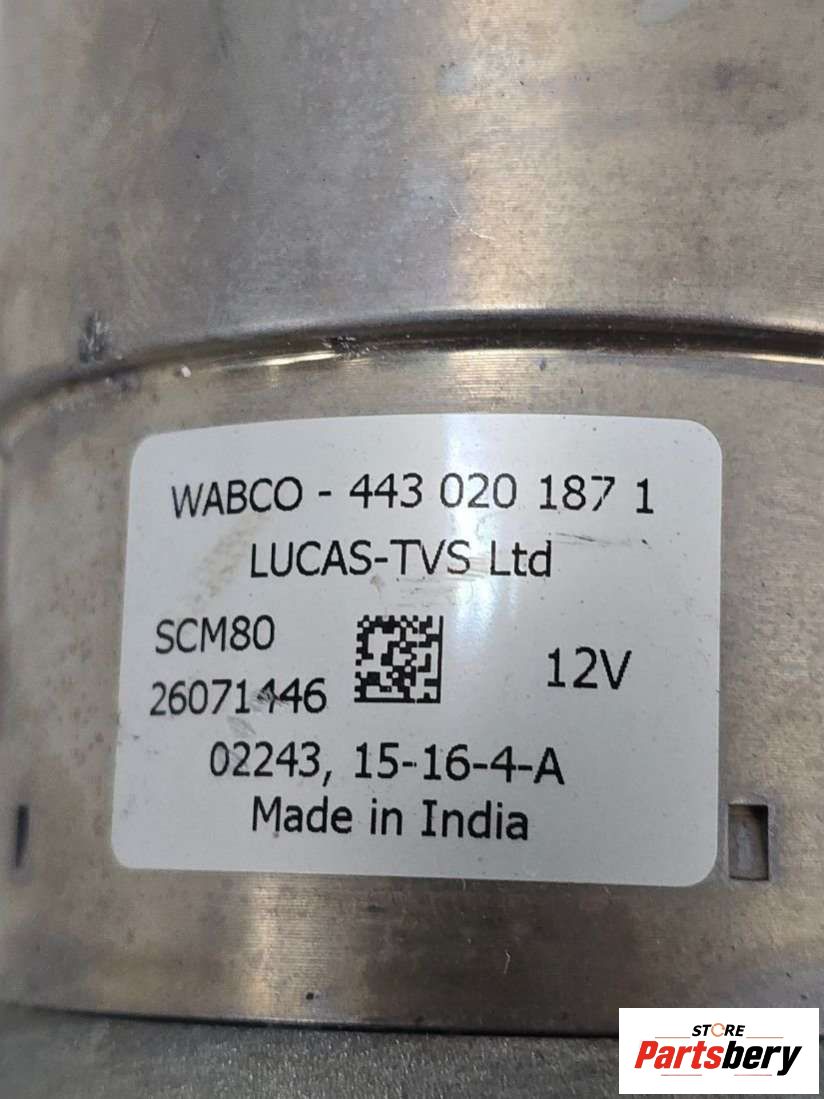 WABCO - 443 020 187 1
LUCAS-TVS Ltd
SCM80
26071446
12V
02243, 15-16-4-A
Made in India
STORE
Partsbery